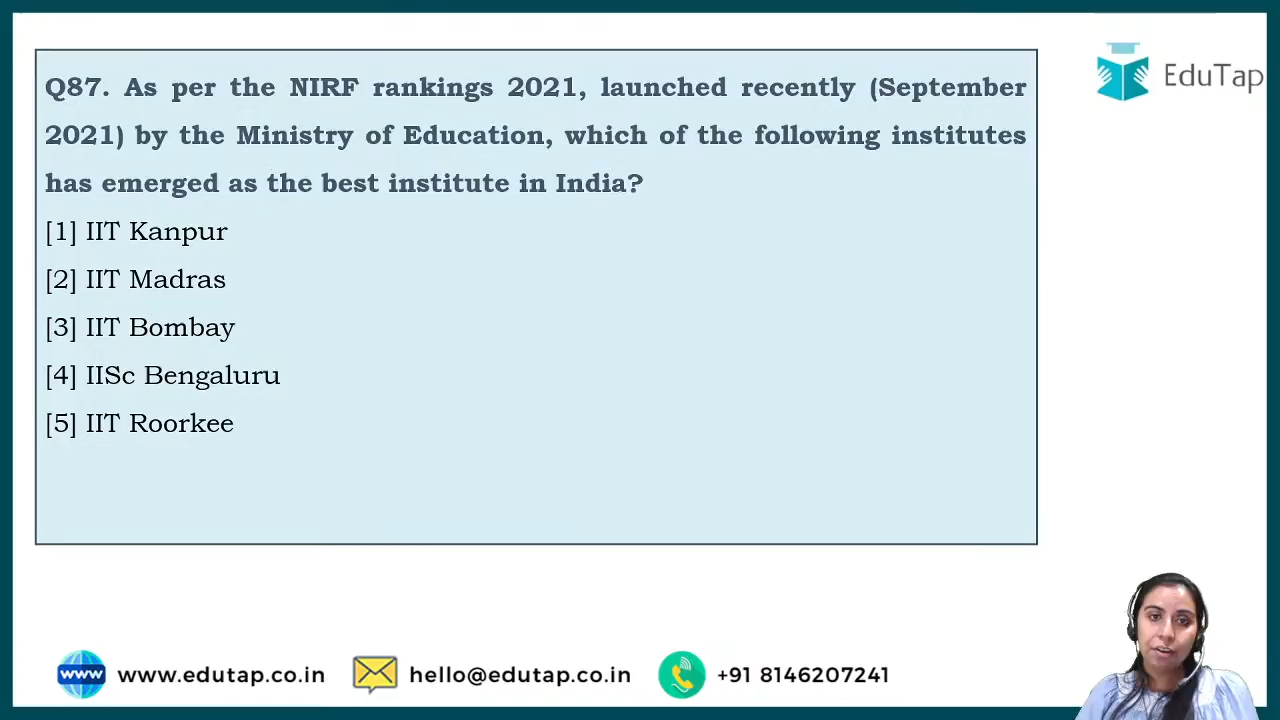 EduTap
Q87. As per the NIRF rankings 2021, launched recently (September
2021) by the Ministry of Education, which of the following institutes
has emerged as the best institute in India?
[1] IIT Kanpur
[2] IIT Madras
[3] IIT Bombay
[4] IISc Bengaluru
[5] IIT Roorkee
www www.edutap.co.in hello@edutap.co.in +91 8146207241